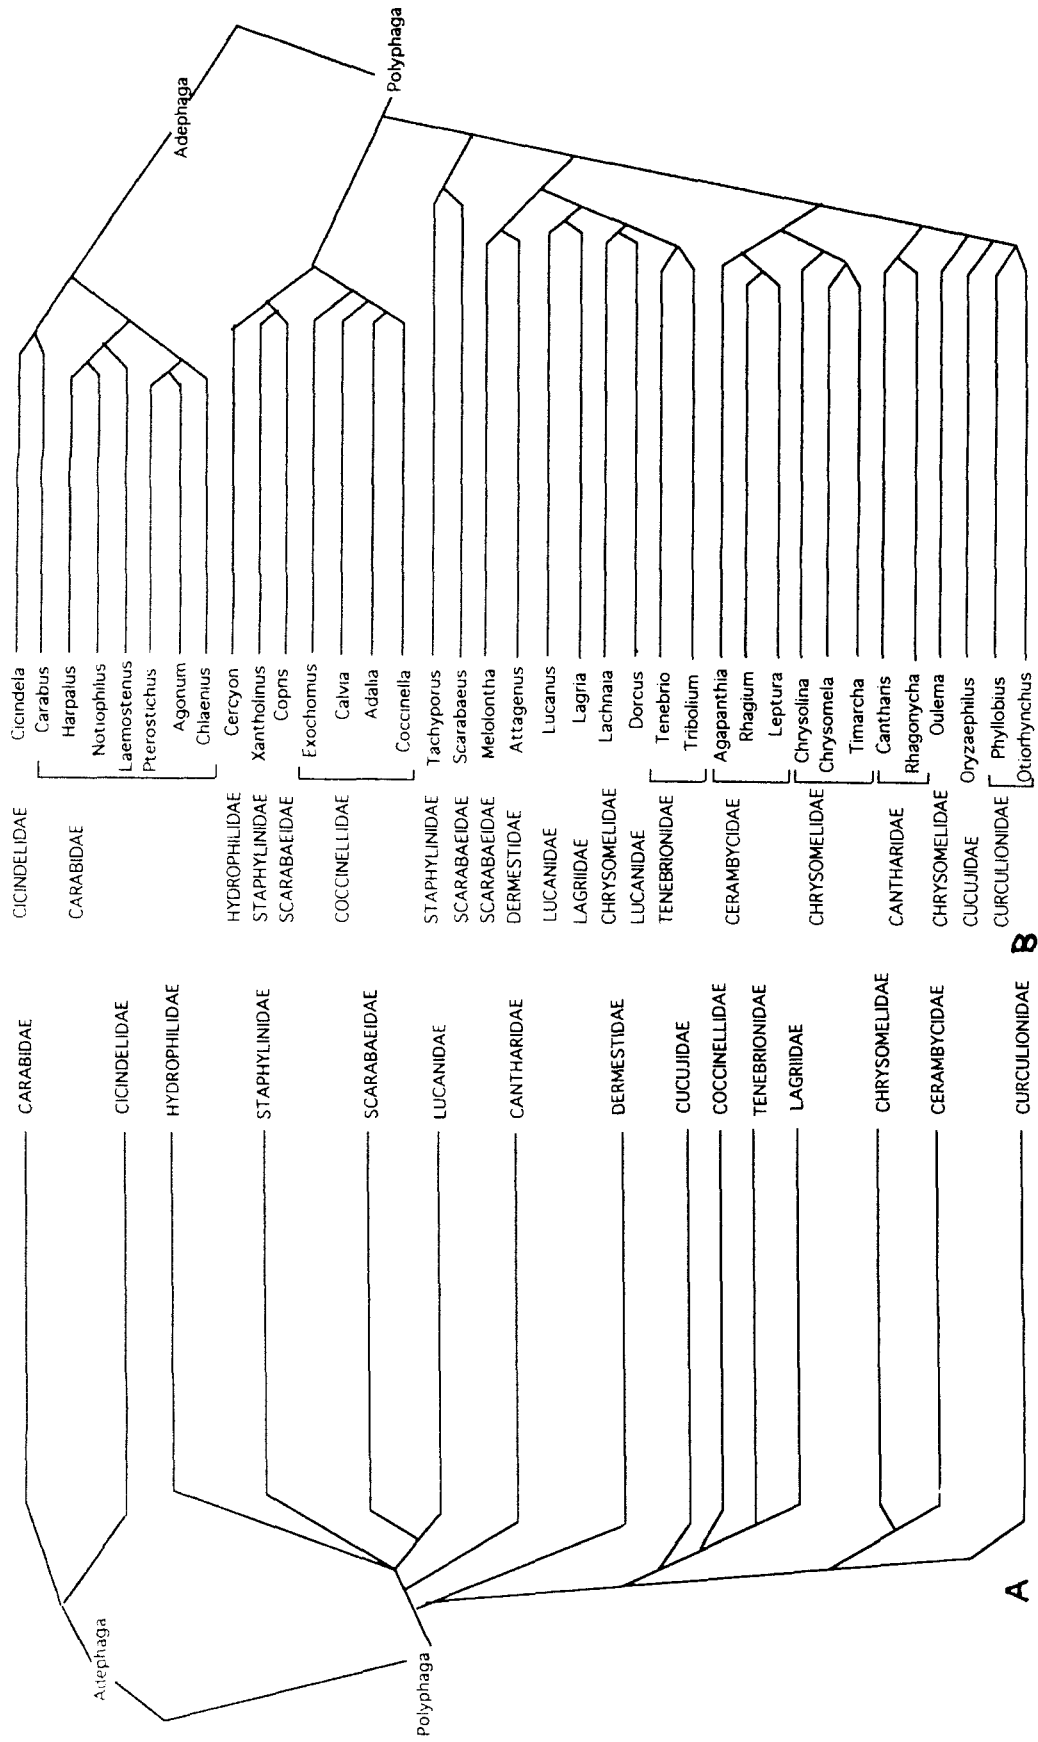 Adephaga
Polyphaga
CARABIDAE
CICINDELIDAE
HYDROPHILIDAE
STAPHYLINIDAE
SCARABAEIDAE
LUCANIDAE
CANTHARIDAE
DERMESTIDAE
CUCUJIDAE
COCCINELLIDAE
TENEBRIONIDAE
LAGRIIDAE
CHRYSOMELIDAE
CERAMBYCIDAE
CURCULIONIDAE
A
CICINDELIDAE
CARABIDAE
HYDROPHILIDAE
STAPHYLINIDAE
SCARABAEIDAE
COCCINELLIDAE
STAPHYLINIDAE
SCARABAEIDAE
SCARABAEIDAE
DERMESTIDAE
LUCANIDAE
LAGRIIDAE
CHRYSOMELIDAE
LUCANIDAE
TENEBRIONIDAE
CERAMBYCIDAE
CHRYSOMELIDAE
CANTHARIDAE
CHRYSOMELIDAE
CUCUJIDAE
CURCULIONIDAE
B
Cicindela
Carabus
Harpalus
Notiophilus
Laemostenus
Pterostichus
Agonum
Chlaenius
Cercyon
Xantholinus
Copris
Exochomus
Calvia
Adalia
Coccinella
Tachyporus
Scarabaeus
Melolontha
Attagenus
Lucanus
Lagria
Lachnaia
Dorcus
Tenebrio
Tribolium
Agapanthia
Rhagium
Leptura
Chrysolina
Chrysomela
Timarcha
Cantharis
Rhagonycha
Oulema
Oryzaephilus
Phyllobius
Otiorhynchus
Adephaga
Polyphaga